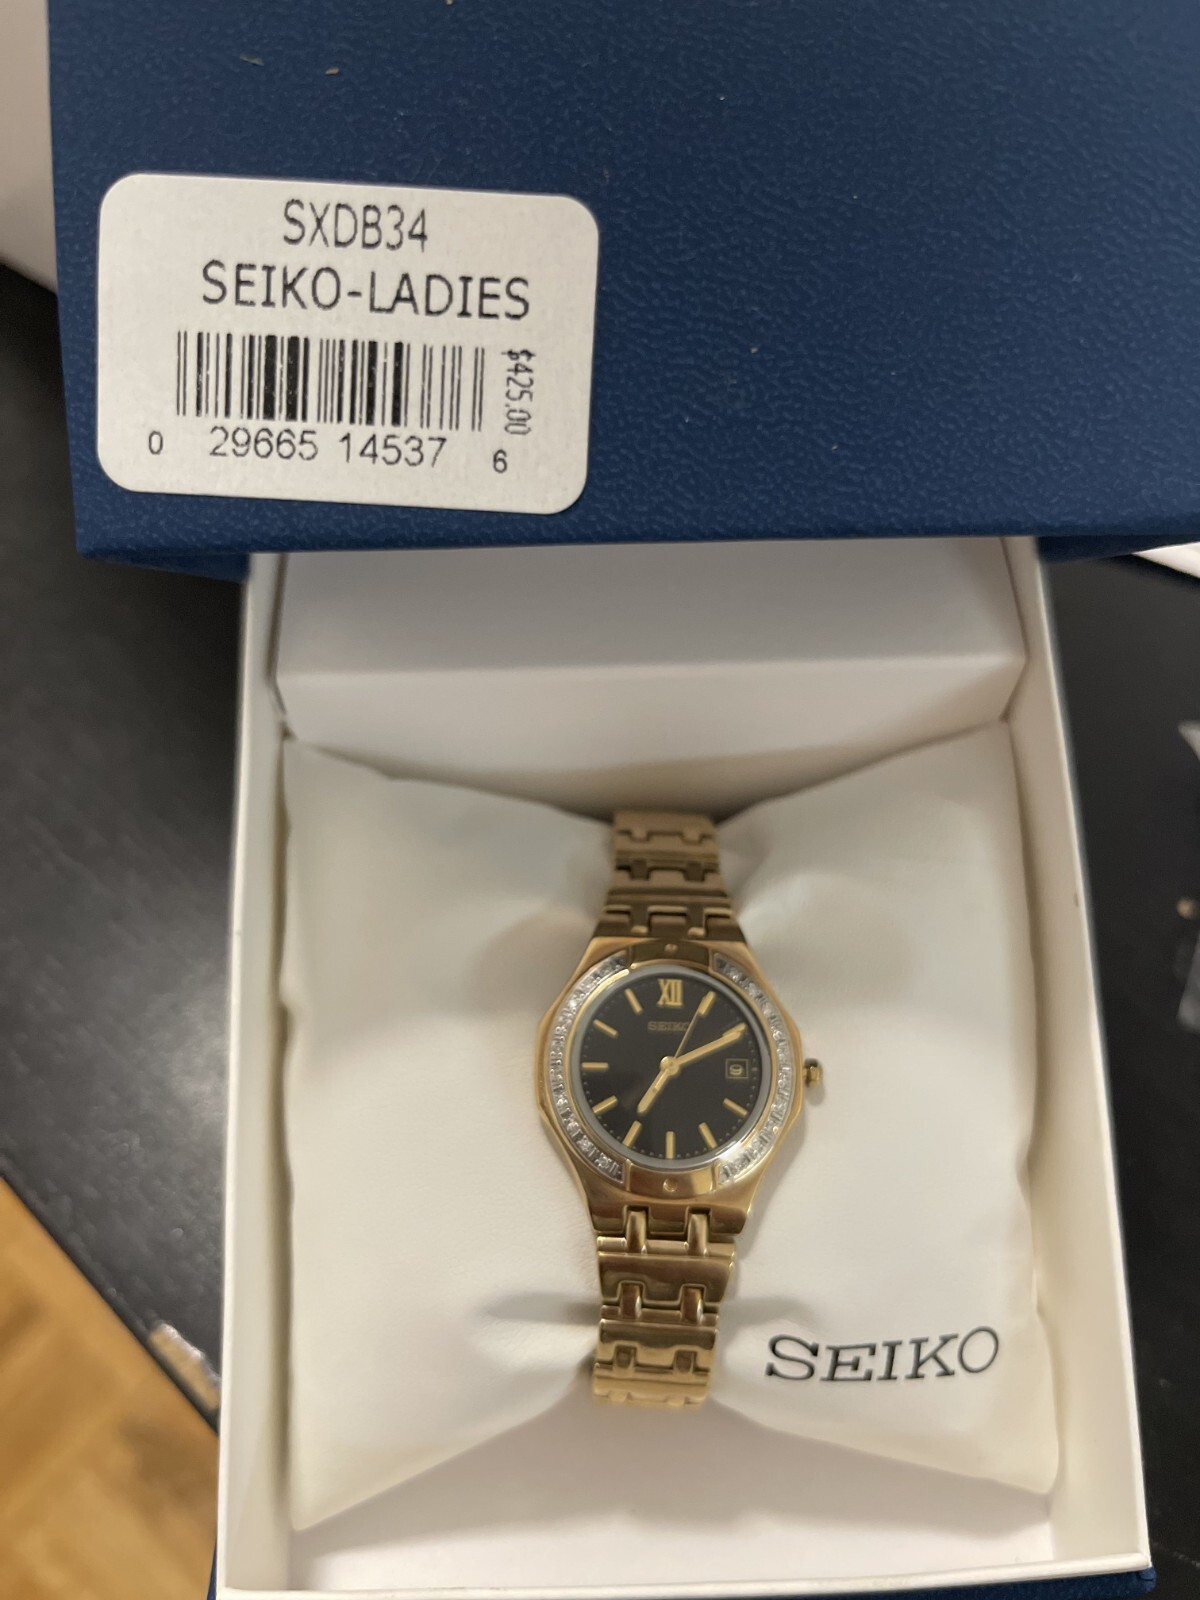 SXDB34
SEIKO-LADIES
$425.00
0 29665 14537 6
XII
SEIKO
SEIKO